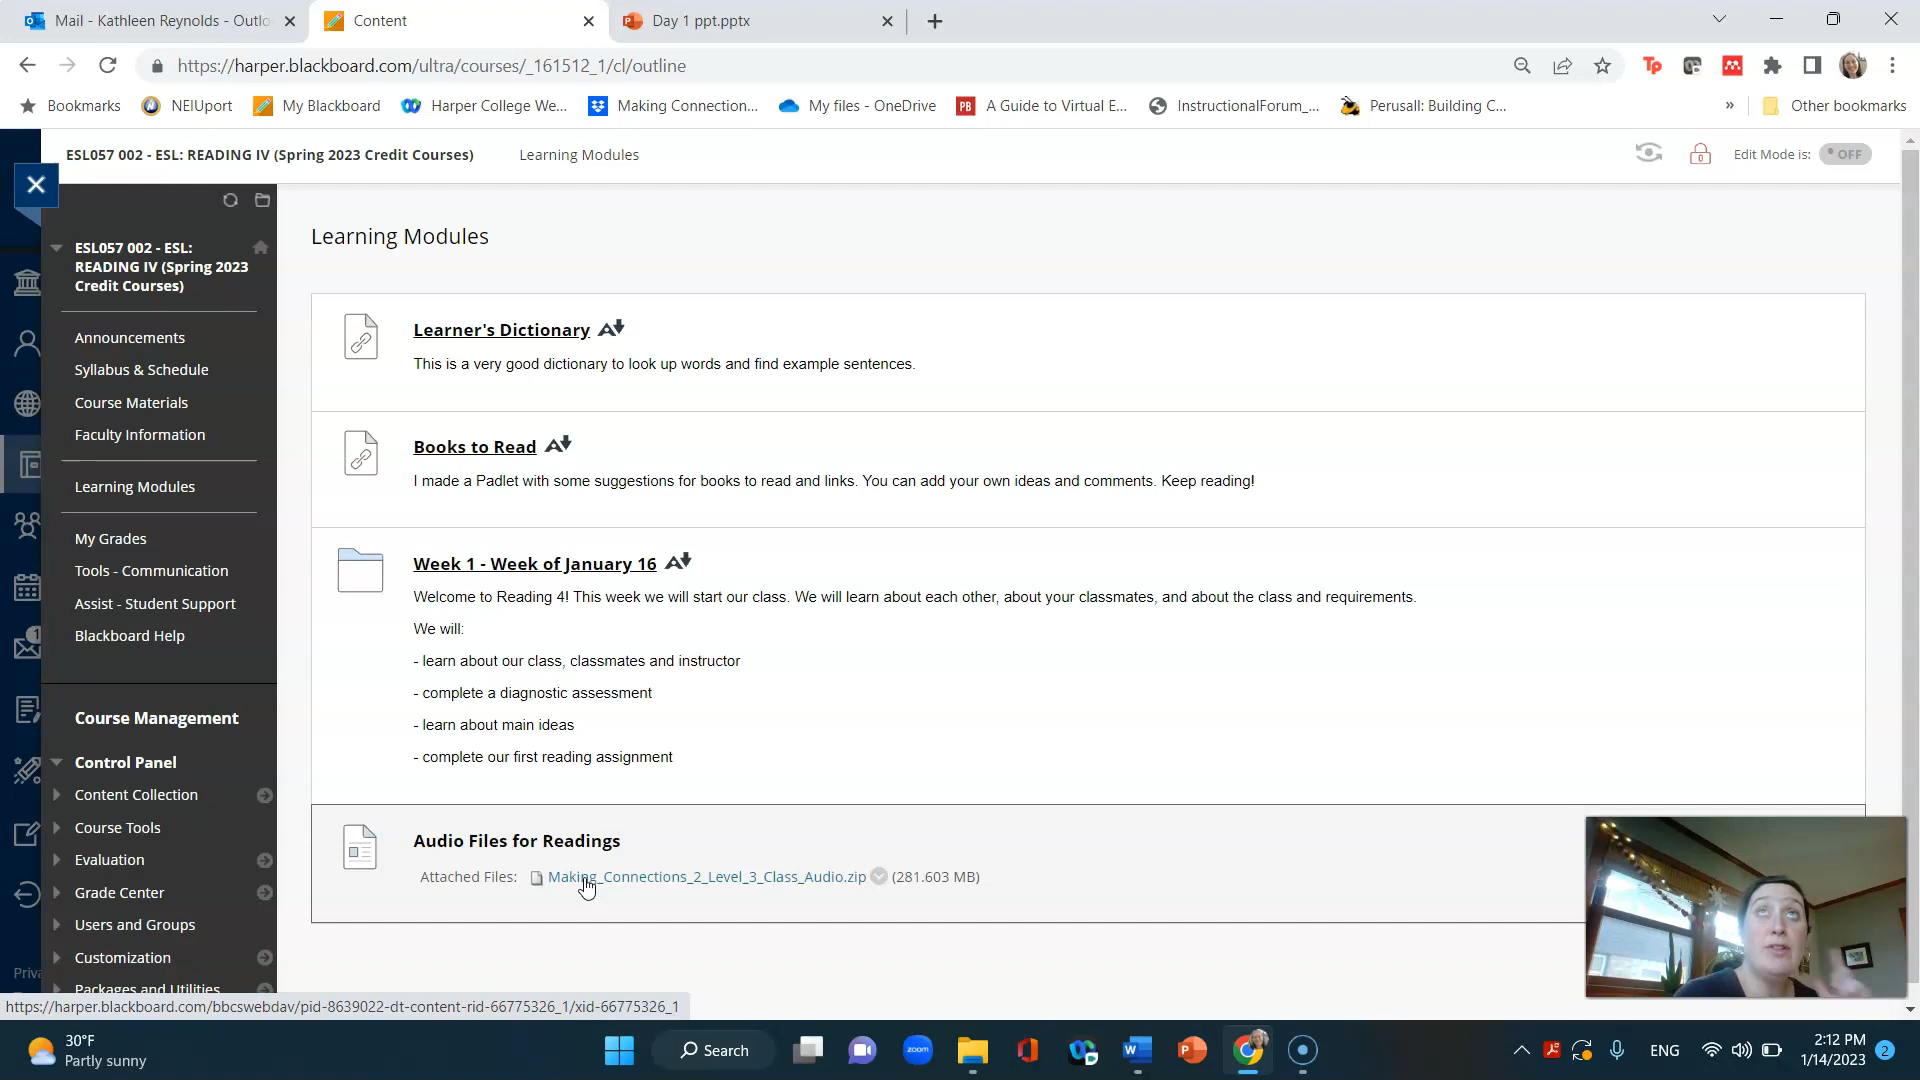 Mail - Kathleen Reynolds - Outlo
Content
Day 1 ppt.pptx
https://harper.blackboard.com/ultra/courses/_161512_1/cl/outline
Bookmarks
NEIUport
My Blackboard
Harper College We...
Making Connection...
My files - OneDrive
A Guide to Virtual E...
InstructionalForum_...
Perusall: Building C...
»
Other bookmarks
ESL057 002 - ESL: READING IV (Spring 2023 Credit Courses)
Learning Modules
Edit Mode is:
OFF
ESL057 002 - ESL:
READING IV (Spring 2023
Credit Courses)
Announcements
Syllabus & Schedule
Course Materials
Faculty Information
Learning Modules
My Grades
Tools - Communication
Assist - Student Support
Blackboard Help
Course Management
Control Panel
Content Collection
Course Tools
Evaluation
Grade Center
Users and Groups
Customization
Packages and Utilities
Priva
Learning Modules
Learner's Dictionary
This is a very good dictionary to look up words and find example sentences.
Books to Read
I made a Padlet with some suggestions for books to read and links. You can add your own ideas and comments. Keep reading!
Week 1 - Week of January 16
Welcome to Reading 4! This week we will start our class. We will learn about each other, about your classmates, and about the class and requirements.
We will:
- learn about our class, classmates and instructor
- complete a diagnostic assessment
- learn about main ideas
- complete our first reading assignment
Audio Files for Readings
Attached Files: Making_Connections_2_Level_3_Class_Audio.zip (281.603 MB)
https://harper.blackboard.com/bbcswebdav/pid-8639022-dt-content-rid-66775326_1/xid-66775326_1
30°F
Partly sunny
Search
zoom
ENG
2:12 PM
1/14/2023
2